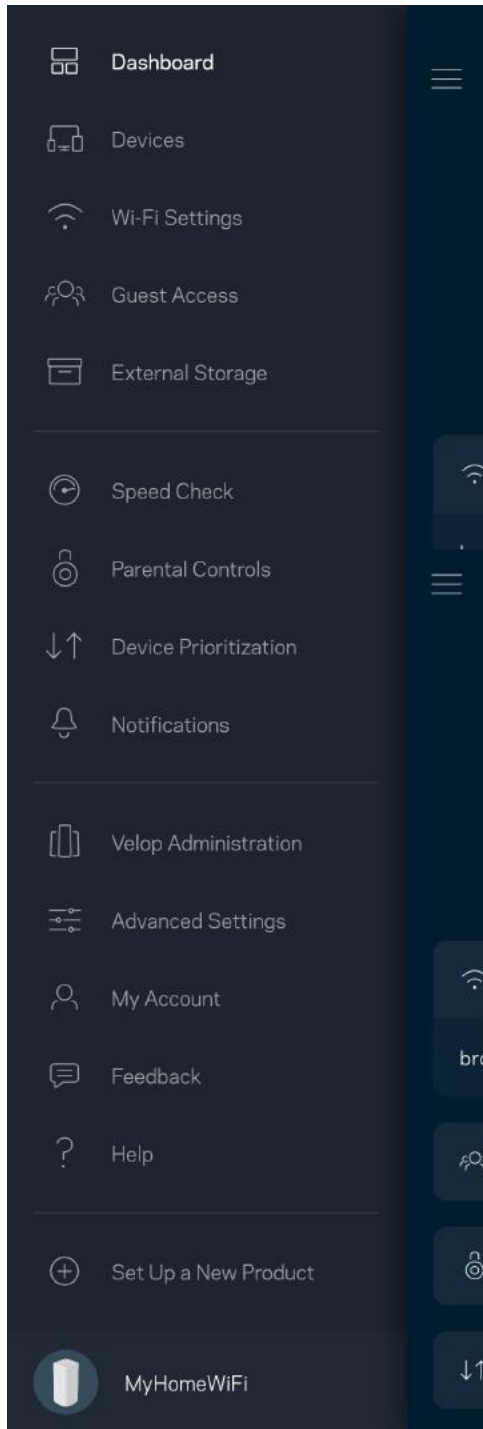 Dashboard
Devices
Wi-Fi Settings
Guest Access
External Storage
Speed Check
Parental Controls
Device Prioritization
Notifications
Velop Administration
Advanced Settings
My Account
Feedback
Help
Set Up a New Product
MyHomeWiFi